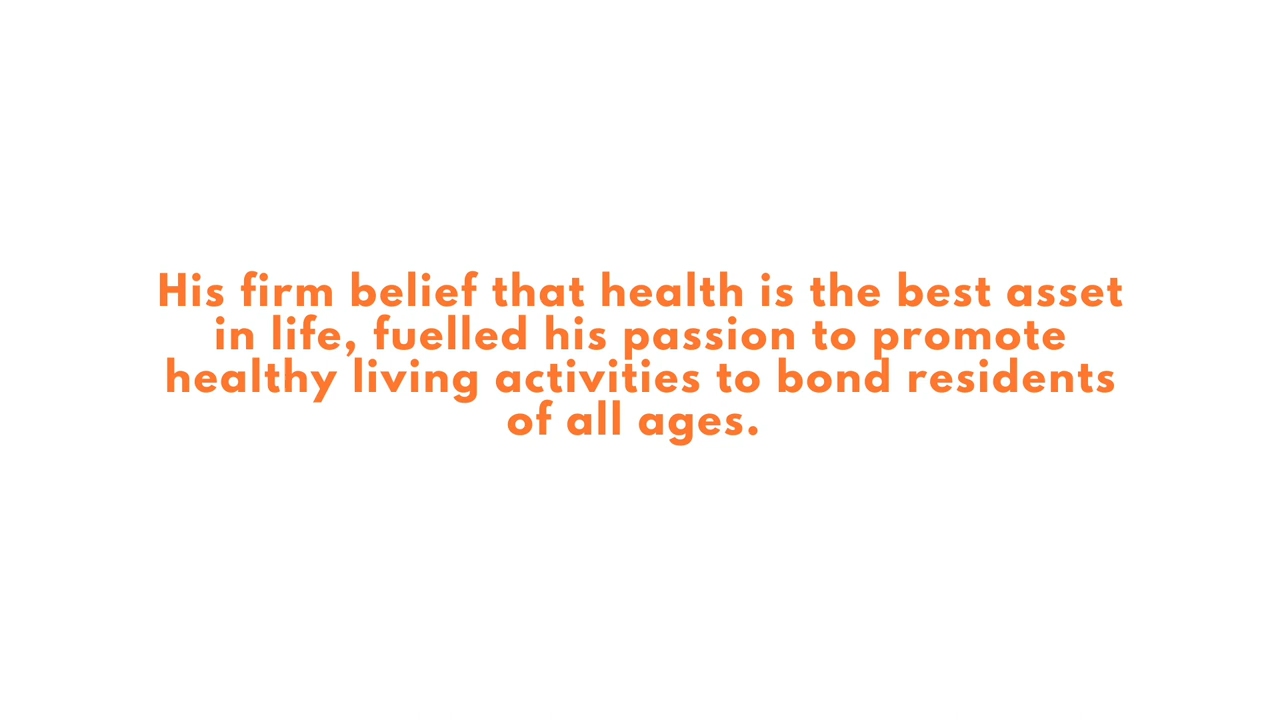 His firm belief that health is the best asset
in life, fuelled his passion to promote
healthy living activities to bond residents
of all ages.